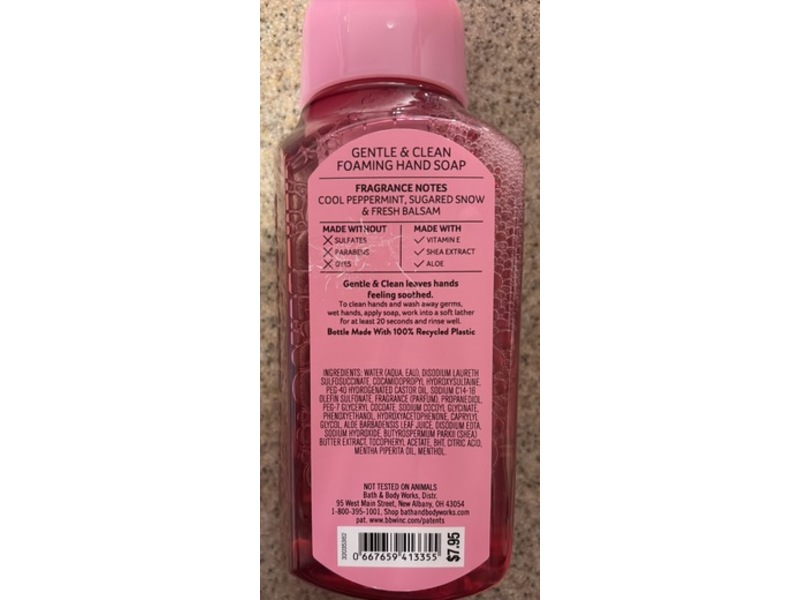 GENTLE & CLEAN
FOAMING HAND SOAP
FRAGRANCE NOTES
COOL PEPPERMINT, SUGARED SNOW
& FRESH BALSAM
MADE WITHOUT
SULFATES
PARABENS
DYES
MADE WITH
VITAMIN E
SHEA EXTRACT
ALOE
Gentle & Clean leaves hands
feeling soothed.
To clean hands and wash away germs,
wet hands, apply soap, work into a soft lather
for at least 20 seconds and rinse well.
Bottle Made With 100% Recycled Plastic
INGREDIENTS: WATER (AQUA, EAU), DISODIUM LAURETH
SULFOSUCCINATE, COCAMIDOPROPYL HYDROXYSULTAINE,
PEG-40 HYDROGENATED CASTOR OIL, SODIUM C14-16
OLEFIN SULFONATE, FRAGRANCE (PARFUM), PROPANEDIOL,
PEG-7 GLYCERYL COCOATE, SODIUM COCOYL GLYCINATE,
PHENOXYETHANOL, HYDROXYACETOPHENONE, CAPRYLYL
GLYCOL, ALOE BARBADENSIS LEAF JUICE, DISODIUM EDTA,
SODIUM HYDROXIDE, BUTYROSPERMUM PARKII (SHEA)
BUTTER EXTRACT, TOCOPHERYL ACETATE, BHT, CITRIC ACID,
MENTHA PIPERITA OIL, MENTHOL.
NOT TESTED ON ANIMALS
Bath & Body Works, Distr.
95 West Main Street, New Albany, OH 43054
1-800-395-1001, Shop bathandbodyworks.com
pat. www.bbwinc.com/patents
0 667659 413355
$7.95